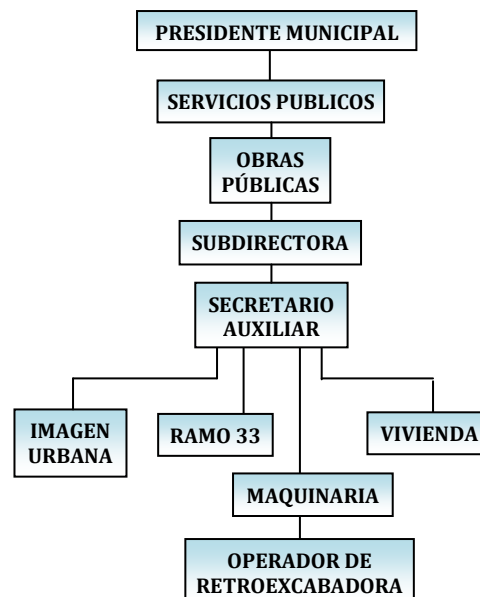 PRESIDENTE MUNICIPAL
SERVICIOS PUBLICOS
OBRAS
PÚBLICAS
SUBDIRECTORA
SECRETARIO
AUXILIAR
IMAGEN
URBANA
RAMO 33
VIVIENDA
MAQUINARIA
OPERADOR DE
RETROEXCABADORA